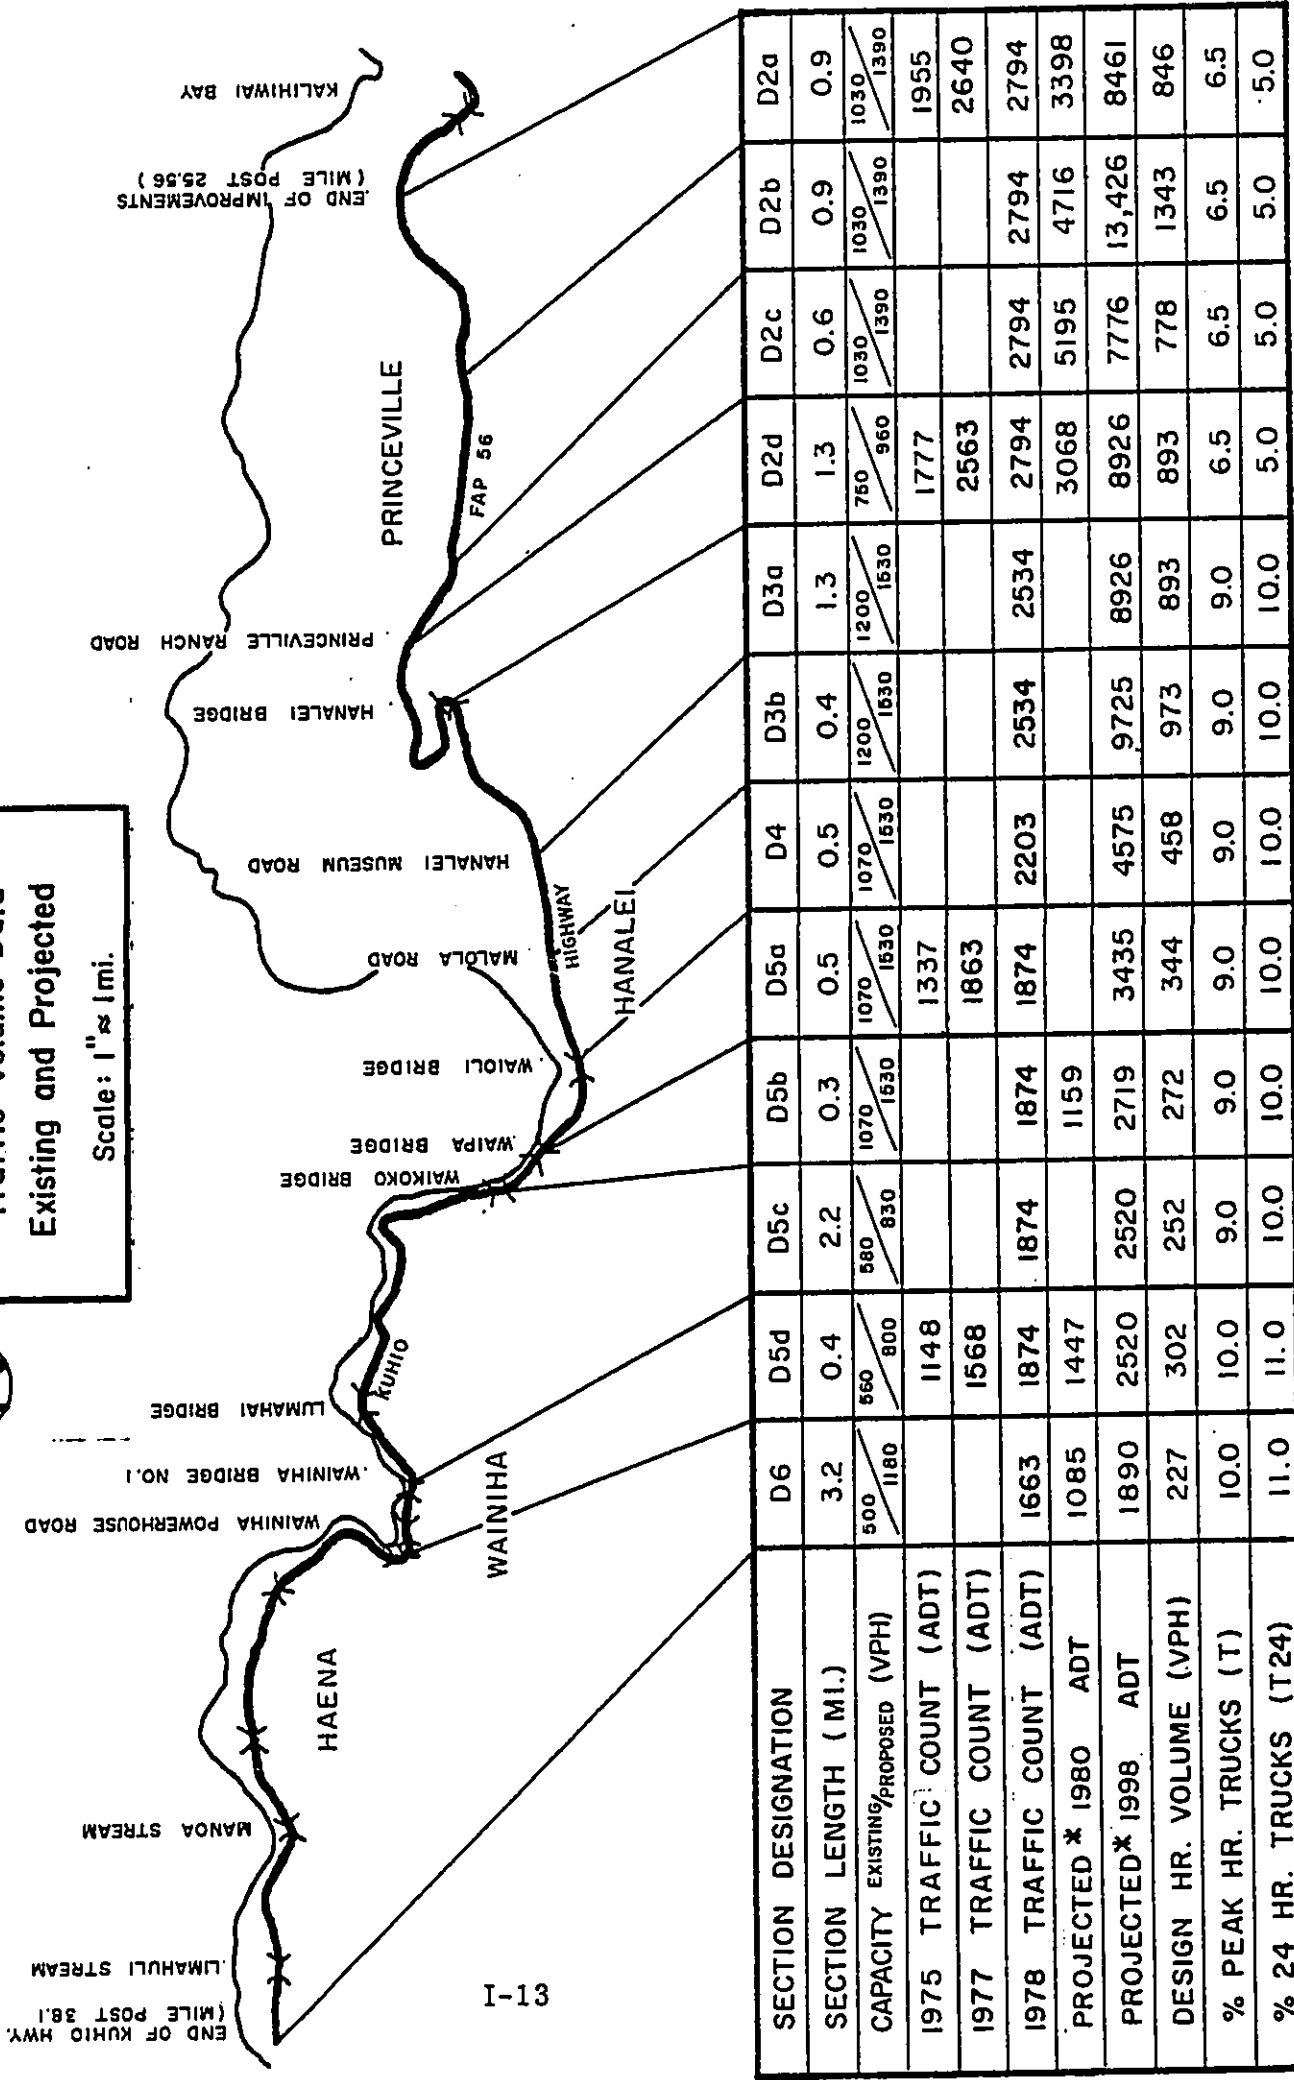 Existing and Projected
Scale: 1"≈ 1mi.
END OF KUHIO HWY.
(MILE POST 38.1
LIMAHULI STREAM
MANOA STREAM
HAENA
WAINIHA POWERHOUSE ROAD
WAINIHA BRIDGE NO.1
WAINIHA
LUMAHAI BRIDGE
KUHIO
WAIKOKO BRIDGE
WAIPA BRIDGE
WAIOLI BRIDGE
HANALEI
MALOLA ROAD
HIGHWAY
HANALEI MUSEUM ROAD
HANALEI BRIDGE
PRINCEVILLE RANCH ROAD
PRINCEVILLE
FAP 56
END OF IMPROVEMENTS
(MILE POST 25.56)
KALIHIWAI BAY
SECTION DESIGNATION D6 D5d D5c D5b D5a D4 D3b D3a D2d D2c D2b D2a
SECTION LENGTH (MI.) 3.2 0.4 2.2 0.3 0.5 0.5 0.4 1.3 1.3 0.6 0.9 0.9
CAPACITY EXISTING/PROPOSED (VPH) 500/1180 560/800 580/830 1070/1530 1070/1530 1070/1530 1200/1530 1200/1530 750/960 1030/1390 1030/1390 1030/1390
1975 TRAFFIC COUNT (ADT) 1148 1337 1777 1955
1977 TRAFFIC COUNT (ADT) 1568 1863 2563 2640
1978 TRAFFIC COUNT (ADT) 1663 1874 1874 1874 1874 2203 2534 2534 2794 2794 2794 2794
PROJECTED * 1980 ADT 1085 1447 1159 3068 5195 4716 3398
PROJECTED* 1998 ADT 1890 2520 2520 2719 3435 4575 9725 8926 8926 7776 13,426 8461
DESIGN HR. VOLUME (VPH) 227 302 252 272 344 458 973 893 893 778 1343 846
% PEAK HR. TRUCKS (T) 10.0 10.0 9.0 9.0 9.0 9.0 9.0 9.0 6.5 6.5 6.5 6.5
% 24 HR. TRUCKS (T24) 11.0 11.0 10.0 10.0 10.0 10.0 10.0 10.0 5.0 5.0 5.0 5.0
I-13